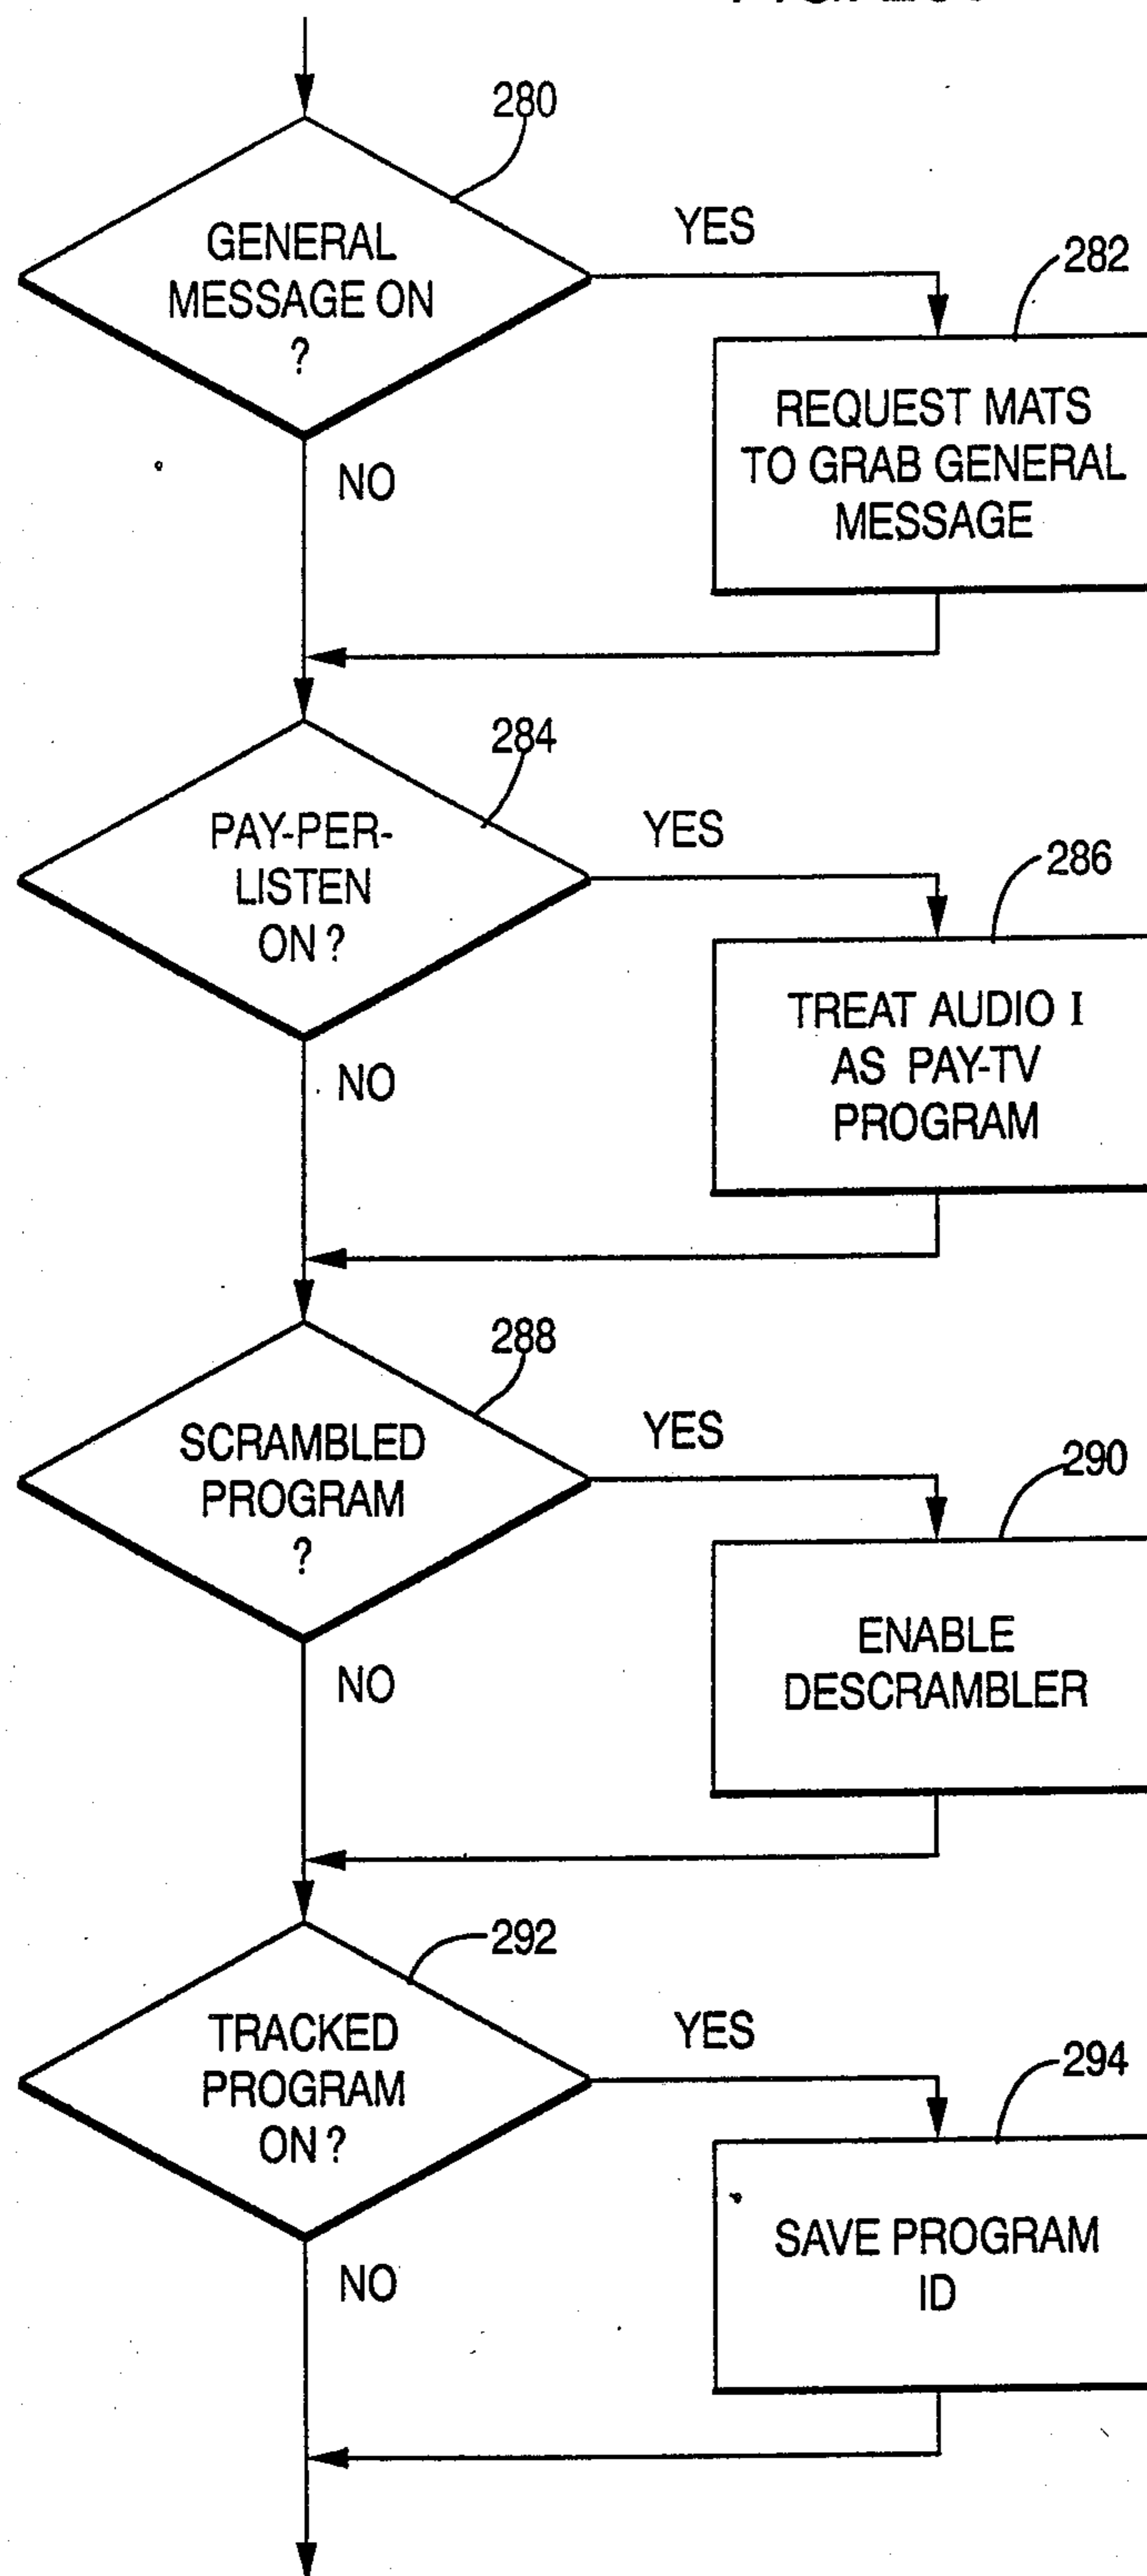 280
GENERAL
MESSAGE ON
?
YES
NO
282
REQUEST MATS
TO GRAB GENERAL
MESSAGE
284
PAY-PER-
LISTEN
ON ?
YES
NO
286
TREAT AUDIO I
AS PAY-TV
PROGRAM
288
SCRAMBLED
PROGRAM
?
YES
NO
290
ENABLE
DESCRAMBLER
292
TRACKED
PROGRAM
ON ?
YES
NO
294
SAVE PROGRAM
ID